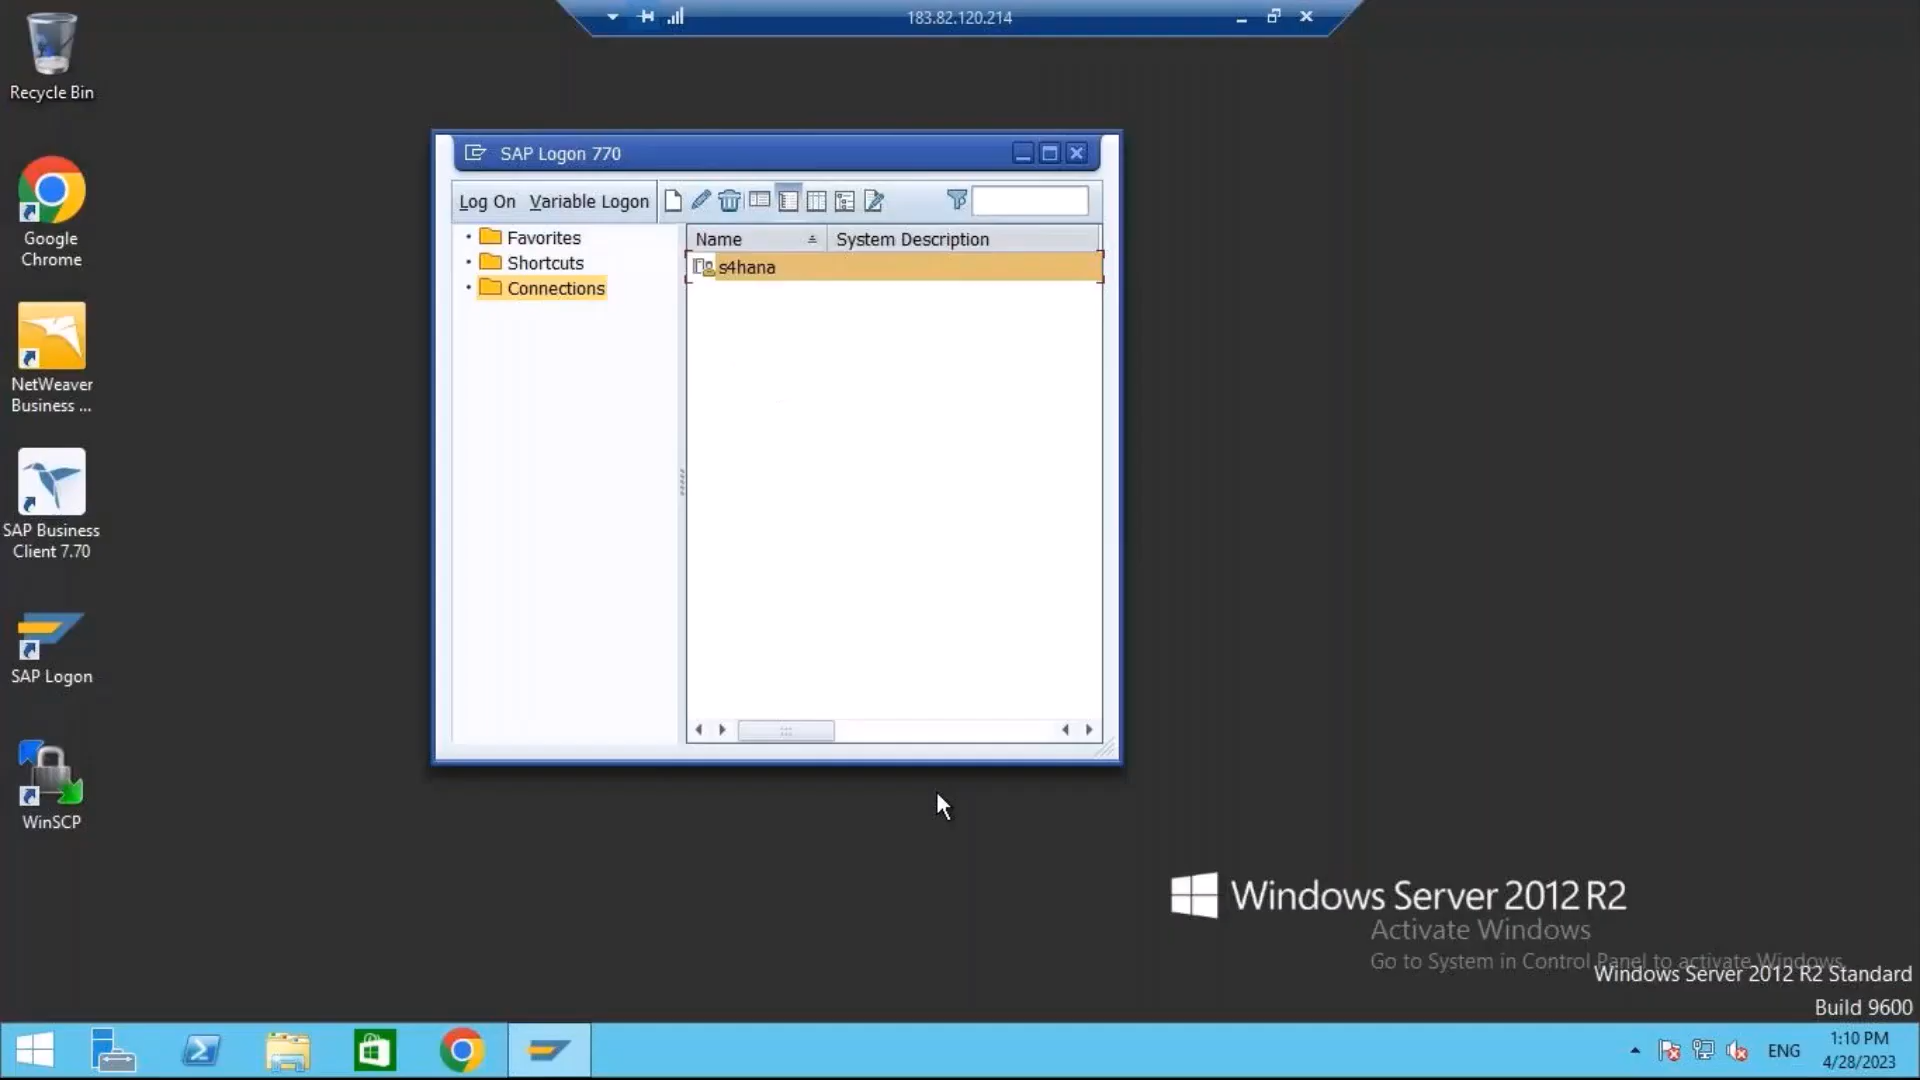 183.82.120.214
Recycle Bin
Google
Chrome
NetWeaver
Business ...
SAP Business
Client 7.70
SAP Logon
WinSCP
SAP Logon 770
Log On Variable Logon
Favorites
Shortcuts
Connections
Name System Description
s4hana
Windows Server 2012 R2
Activate Windows
Go to System in Control Panel to activate Windows.
Windows Server 2012 R2 Standard
Build 9600
ENG
1:10 PM
4/28/2023